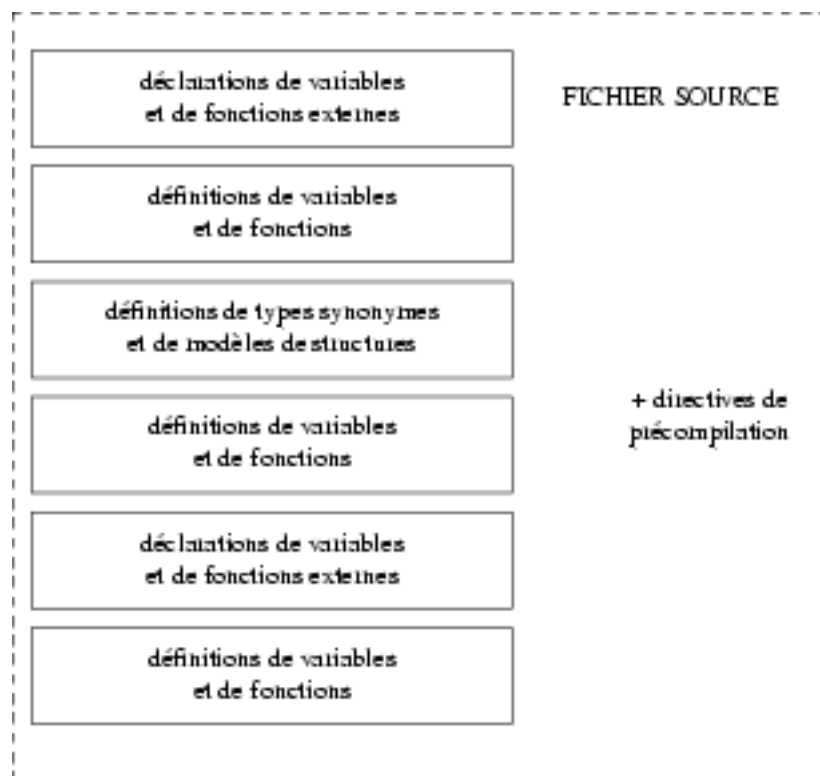 déclarations de variables
et de fonctions externes
FICHIER SOURCE
définitions de variables
et de fonctions
définitions de types synonymes
et de modèles de structures
+ directives de
précompilation
définitions de variables
et de fonctions
déclarations de variables
et de fonctions externes
définitions de variables
et de fonctions